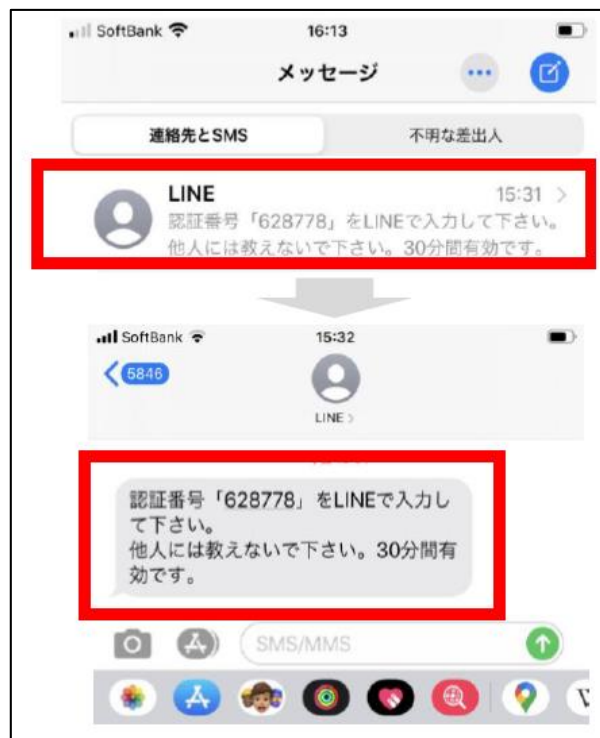 SoftBank 16:13
メッセージ
連絡先とSMS 不明な差出人
LINE 15:31
認証番号「628778」をLINEで入力して下さい。
他人には教えないで下さい。30分間有効です。
SoftBank 15:32
5846
LINE
認証番号「628778」をLINEで入力し
て下さい。
他人には教えないで下さい。30分間有
効です。
SMS/MMS